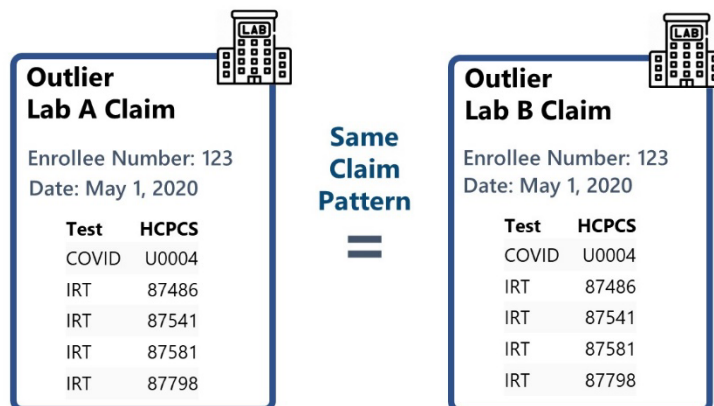 LAB
Outlier
Lab A Claim
Enrollee Number: 123
Date: May 1, 2020
Test HCPCS
COVID U0004
IRT 87486
IRT 87541
IRT 87581
IRT 87798
Same
Claim
Pattern
=
LAB
Outlier
Lab B Claim
Enrollee Number: 123
Date: May 1, 2020
Test HCPCS
COVID U0004
IRT 87486
IRT 87541
IRT 87581
IRT 87798